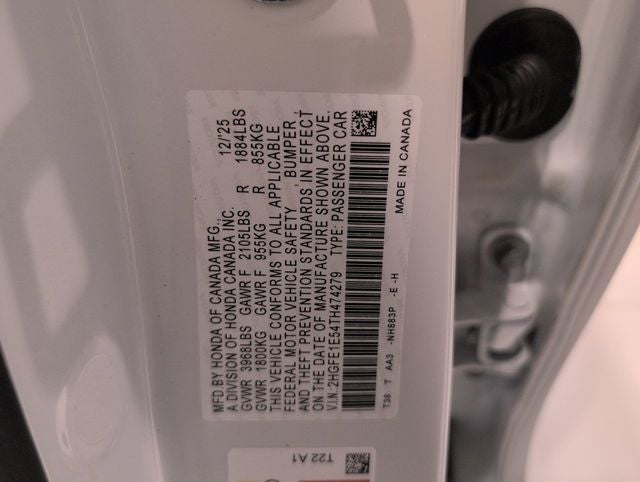 MFD.BY HONDA OF CANADA MFG. 12/'25
A DIVISION OF HONDA CANADA INC.
GVWR 3968LBS GAWR F 2105LBS R 1884LBS
GVWR 1800KG GAWR F 955KG R 855KG
THIS VEHICLE CONFORMS TO ALL APPLICABLE
FEDERAL MOTOR VEHICLE SAFETY , BUMPER ,
AND THEFT PREVENTION STANDARDS IN EFFECT
ON THE DATE OF MANUFACTURE SHOWN ABOVE.
V.I.N.:2HGFE1E54TH474279 TYPE: PASSENGER CAR
T38 T AA3 -NH883P -E -H
MADE IN CANADA
T22 A1